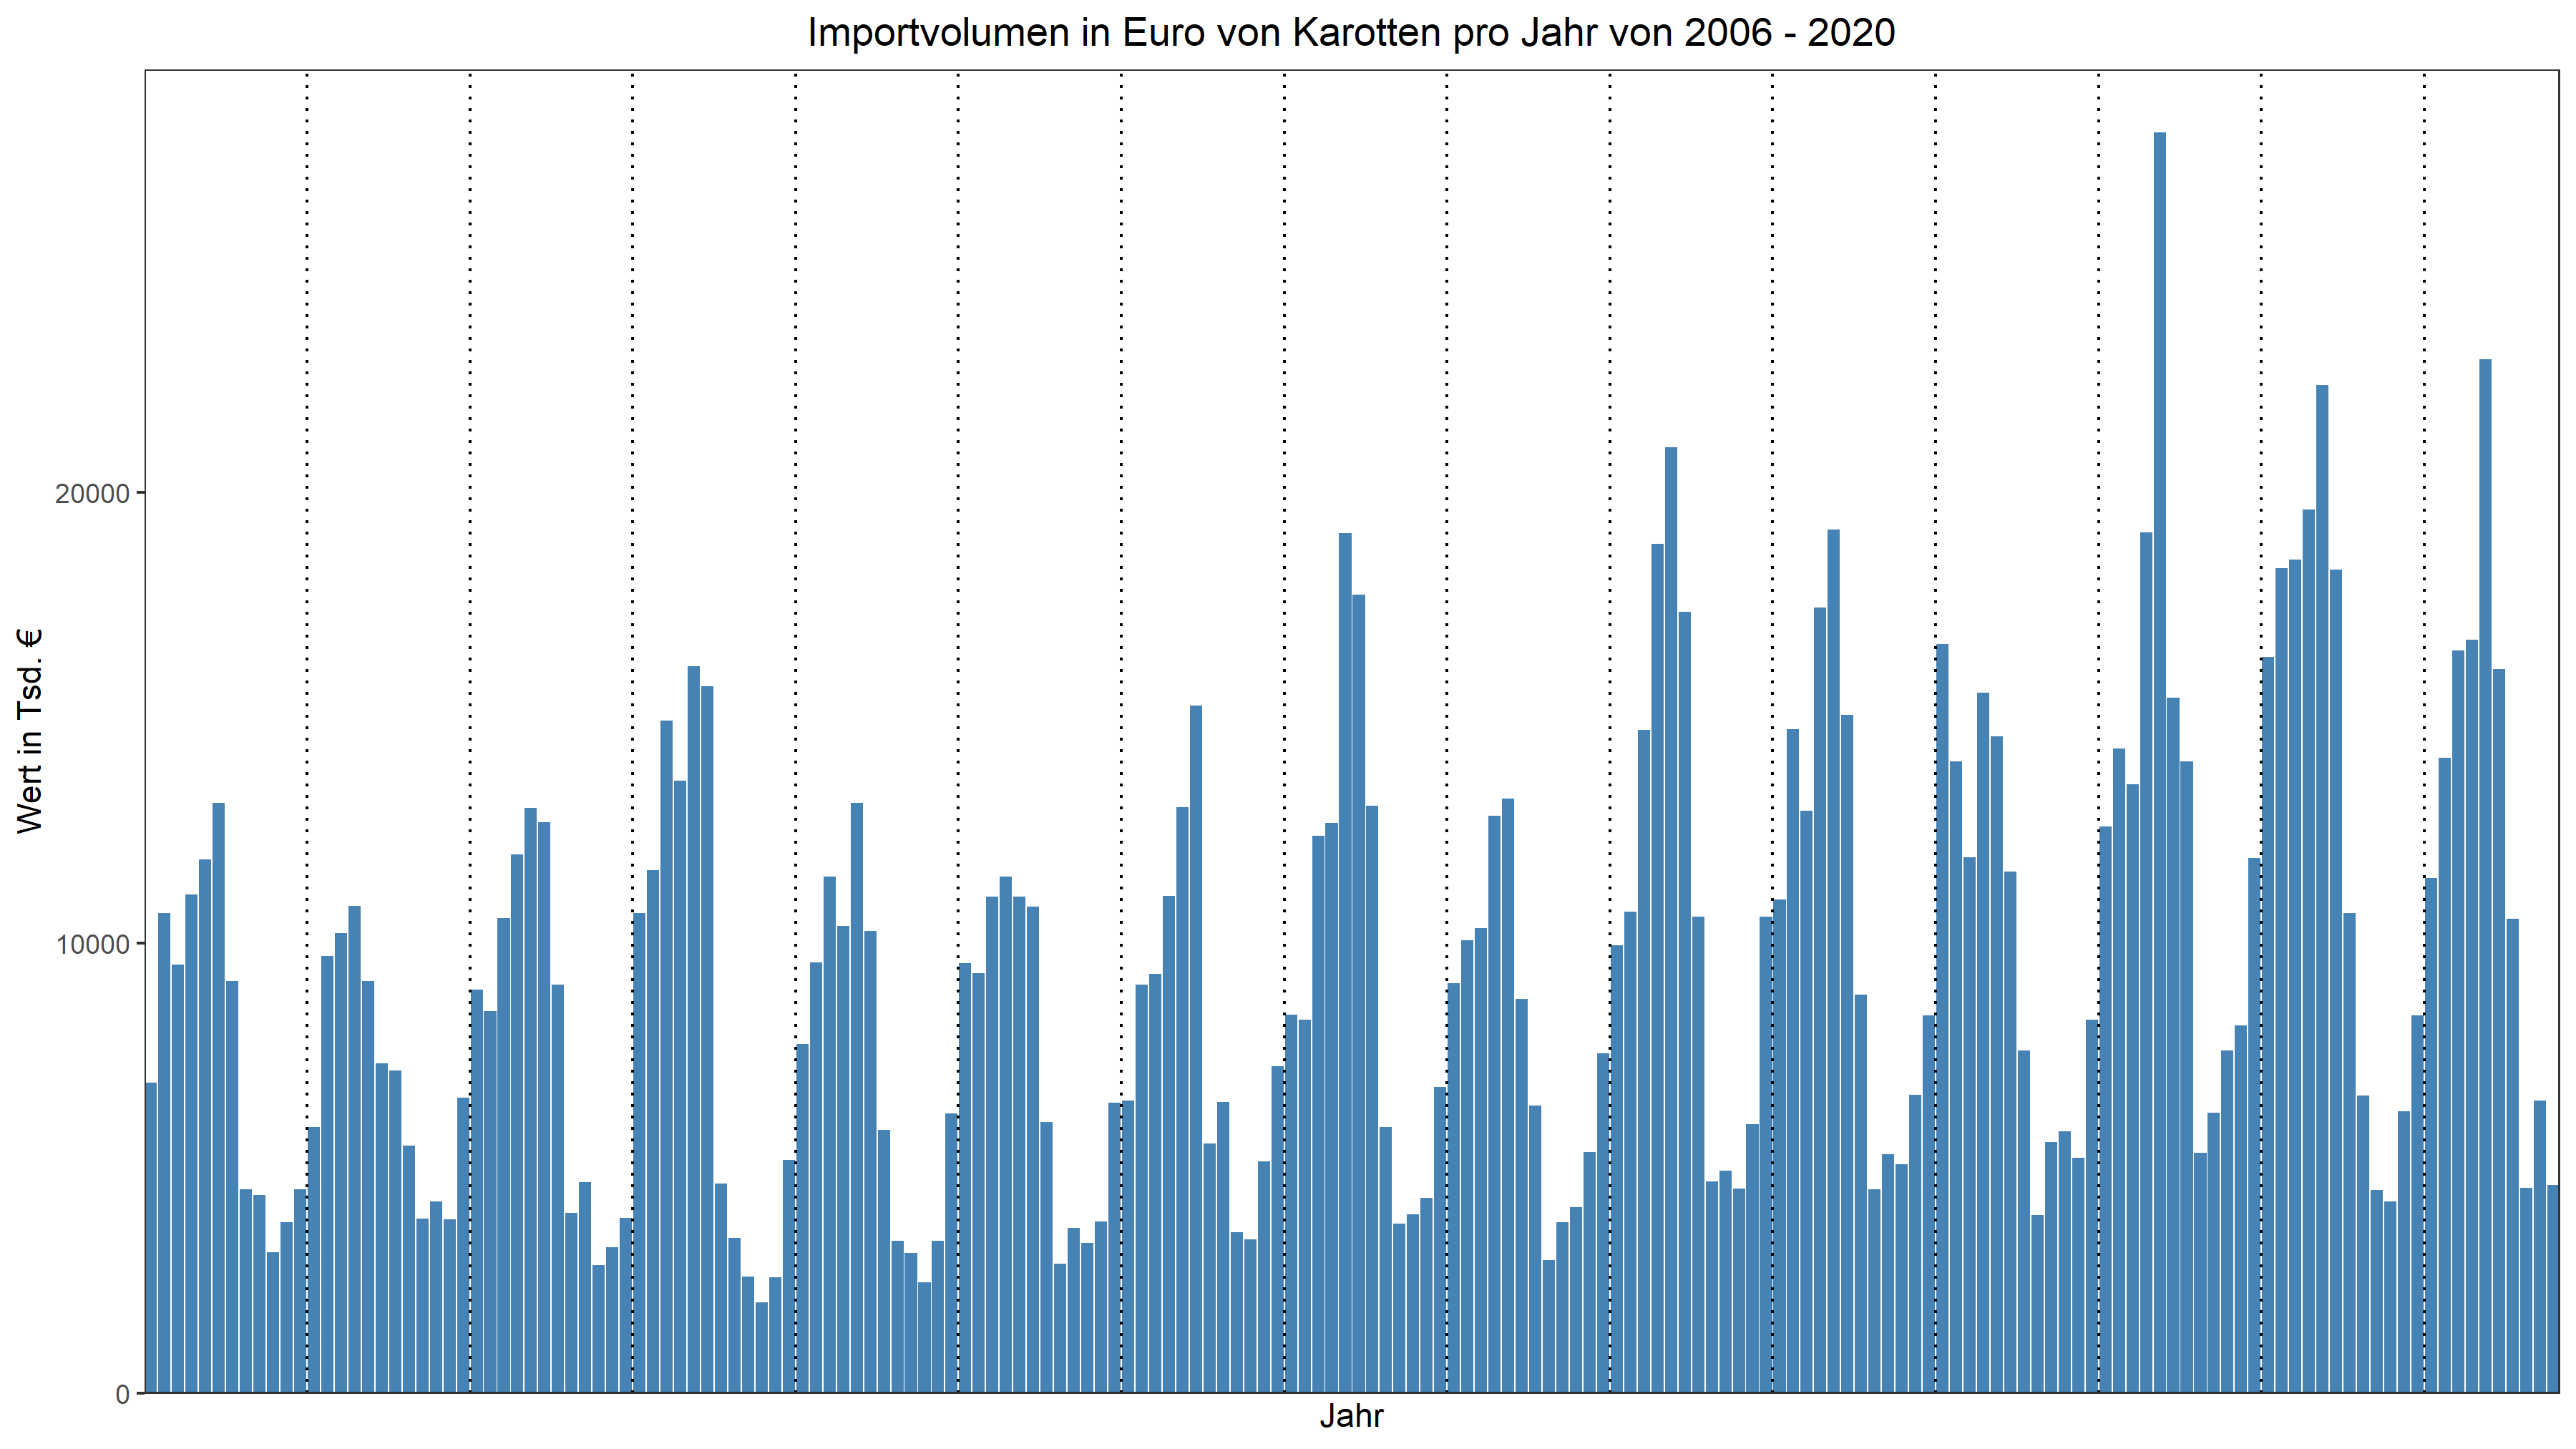 Importvolumen in Euro von Karotten pro Jahr von 2006 - 2020
Wert in Tsd. €
20000
10000
0
Jahr